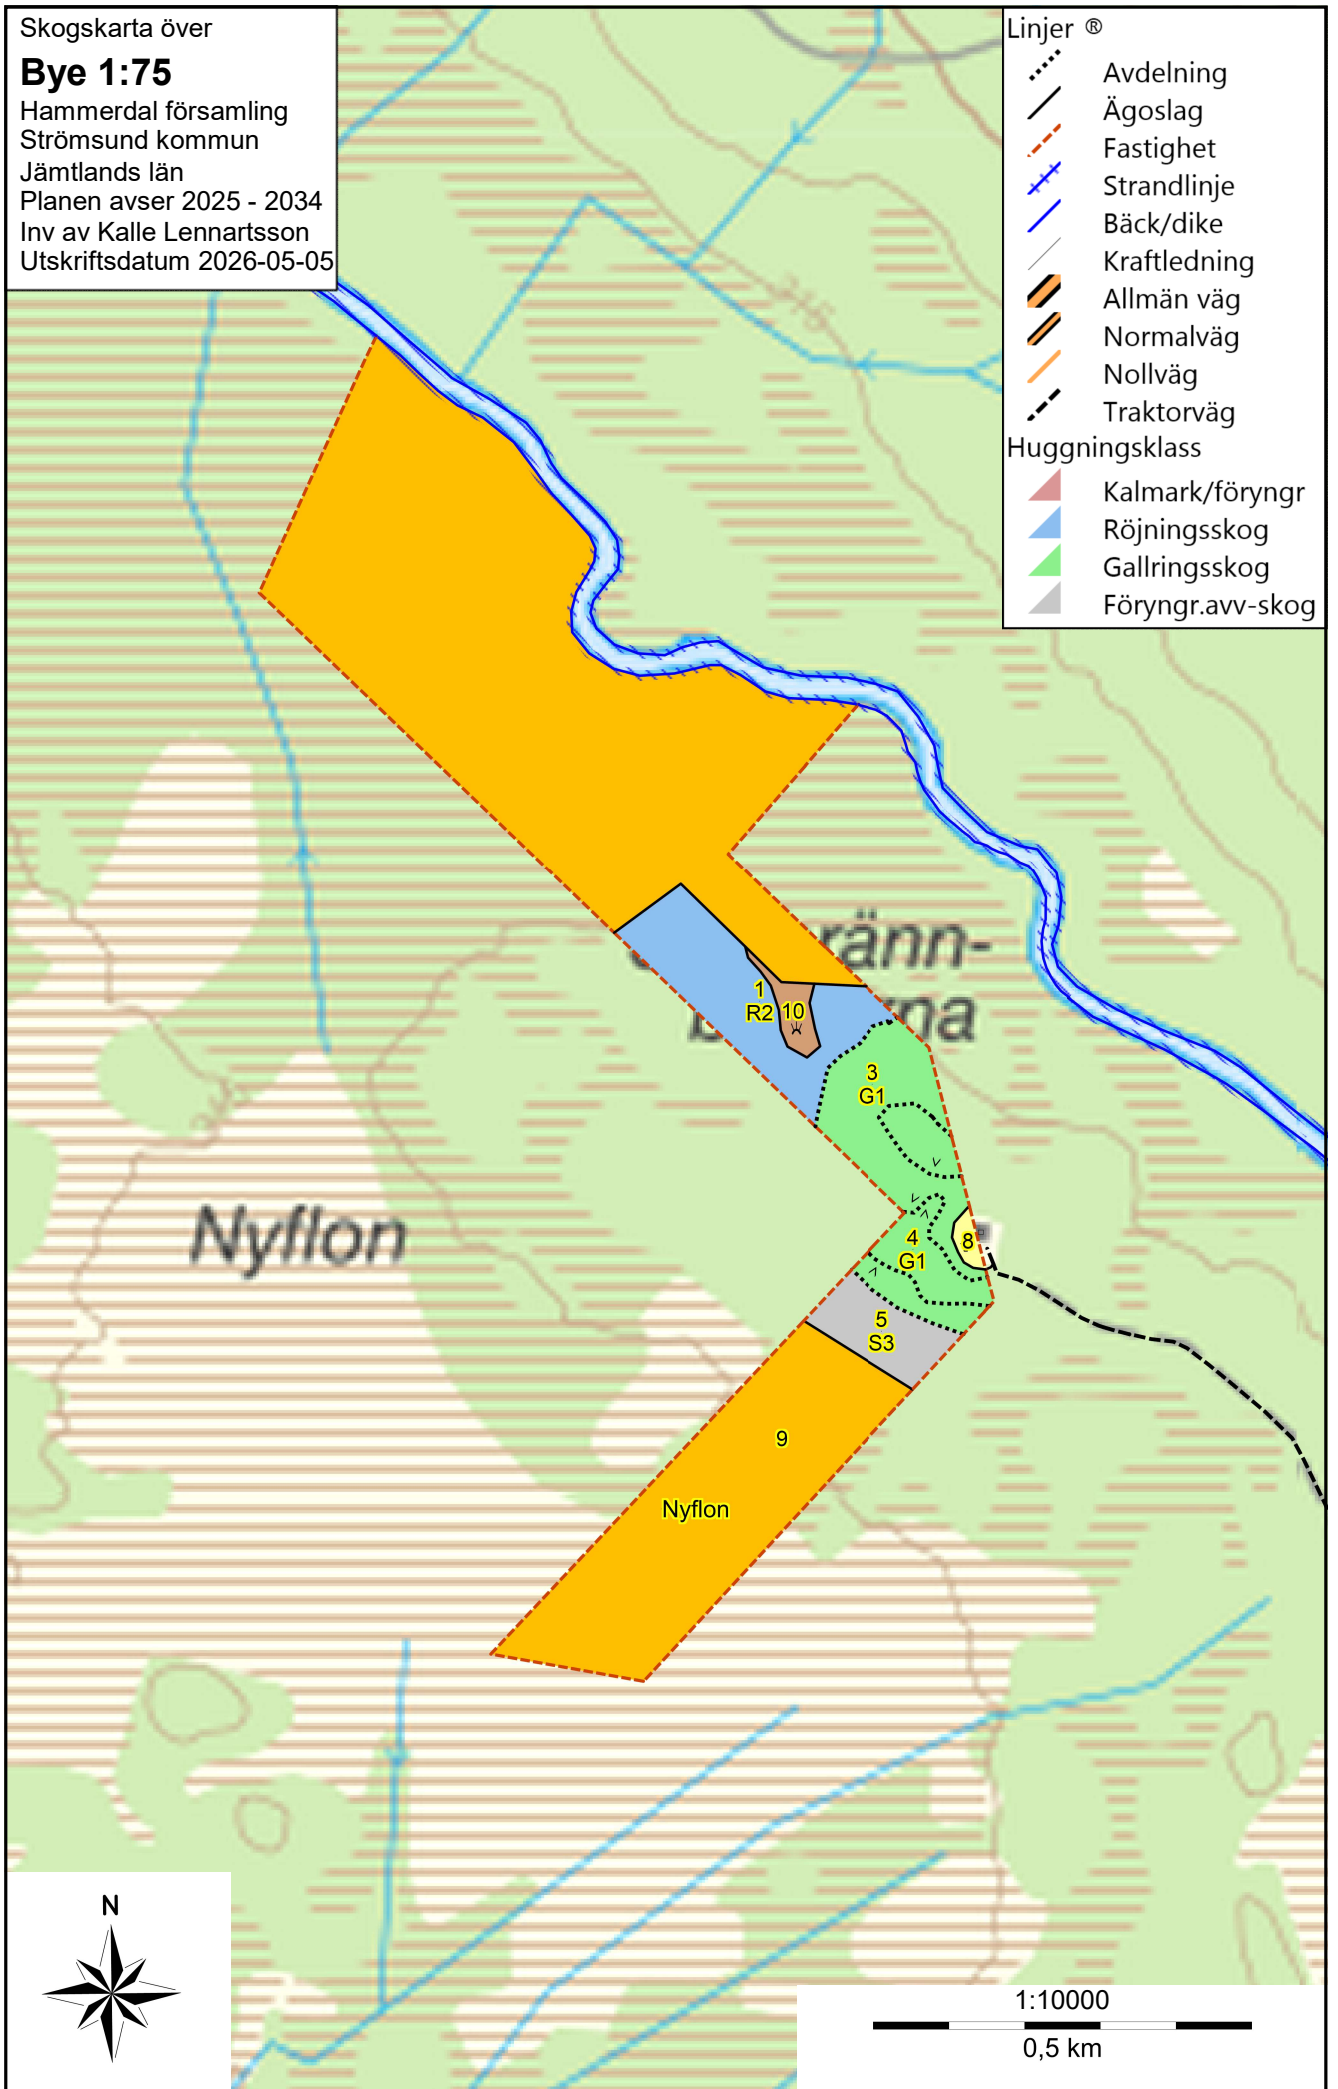 Skogskarta över
Bye 1:75
Hammerdal församling
Strömsund kommun
Jämtlands län
Planen avser 2025 - 2034
Inv av Kalle Lennartsson
Utskriftsdatum 2026-05-05
Linjer ®
Avdelning
Ägoslag
Fastighet
Strandlinje
Bäck/dike
Kraftledning
Allmän väg
Normalväg
Nollväg
Traktorväg
Huggningsklass
Kalmark/föryngr
Röjningsskog
Gallringsskog
Föryngr.avv-skog
ränn-
na
1
R2
10
3
G1
4
G1
8
5
S3
9
Nyflon
Nyflon
N
1:10000
0,5 km